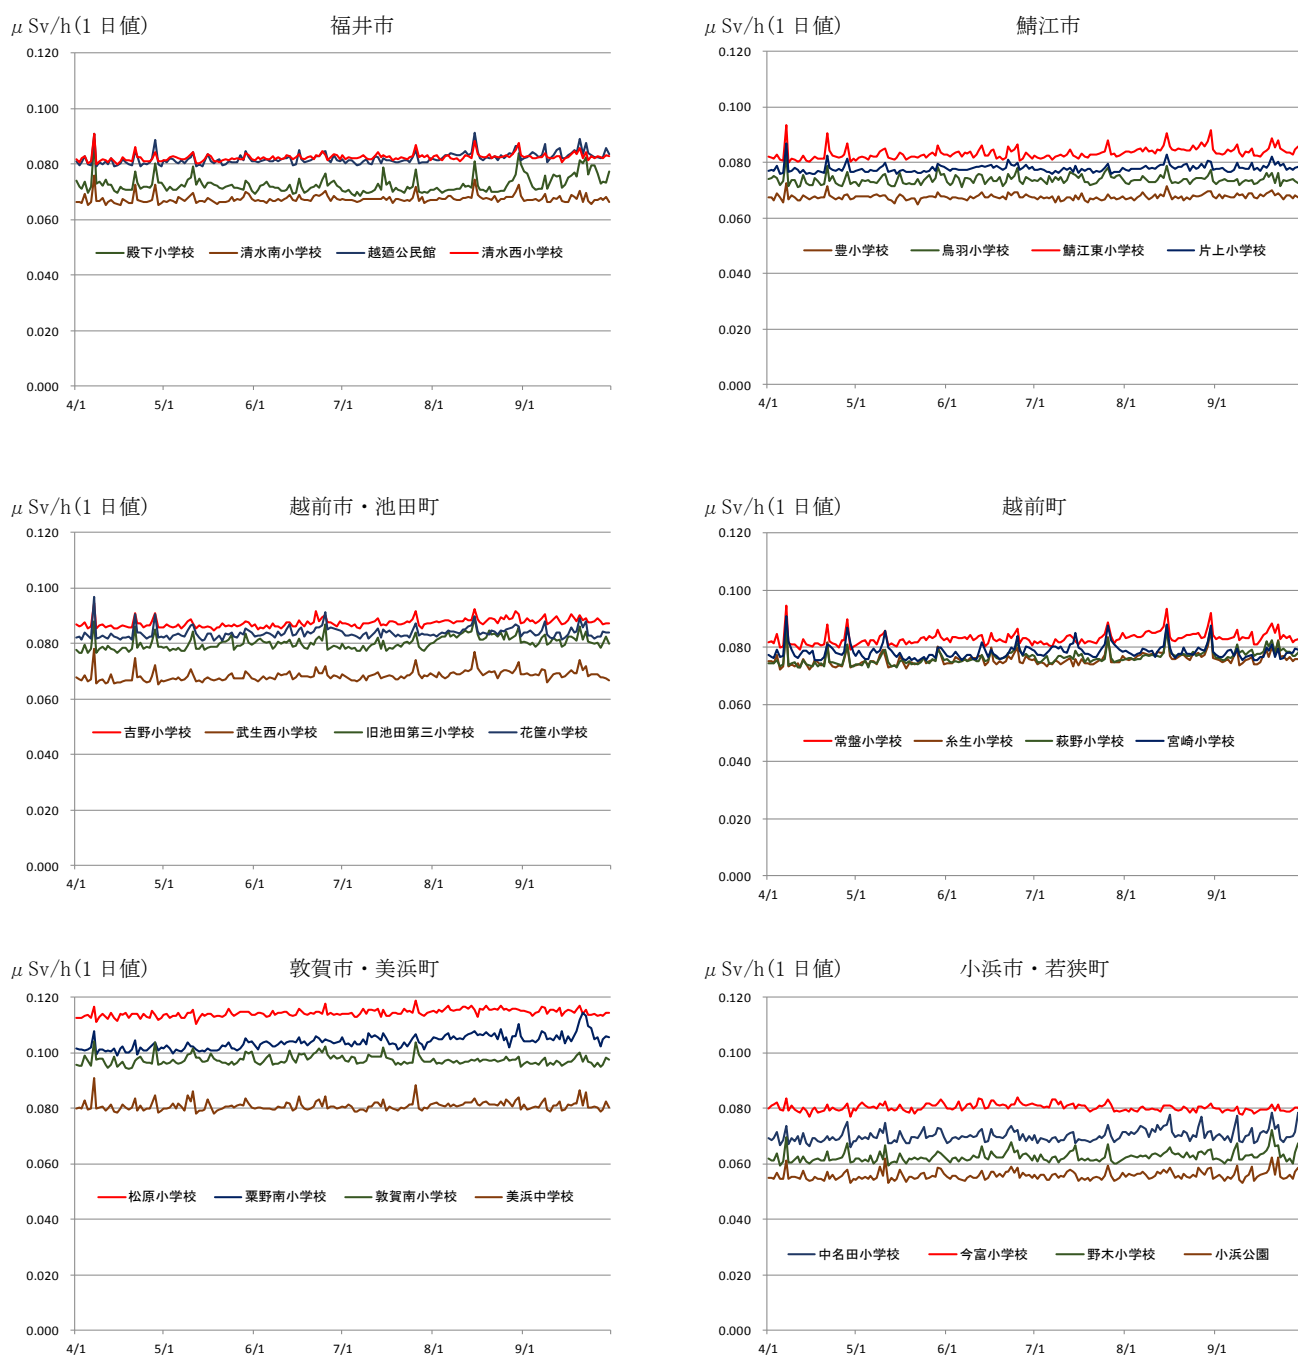 μSv/h(1 日値) 福井市
0.120
0.100
0.080
0.060
0.040
0.020
0.000
殿下小学校 清水南小学校 越廼公民館 清水西小学校
4/1 5/1 6/1 7/1 8/1 9/1
μSv/h(1 日値) 鯖江市
0.120
0.100
0.080
0.060
0.040
0.020
0.000
豊小学校 鳥羽小学校 鯖江東小学校 片上小学校
4/1 5/1 6/1 7/1 8/1 9/1
μSv/h(1 日値) 越前市・池田町
0.120
0.100
0.080
0.060
0.040
0.020
0.000
吉野小学校 武生西小学校 旧池田第三小学校 花筐小学校
4/1 5/1 6/1 7/1 8/1 9/1
μSv/h(1 日値) 越前町
0.120
0.100
0.080
0.060
0.040
0.020
0.000
常盤小学校 糸生小学校 萩野小学校 宮崎小学校
4/1 5/1 6/1 7/1 8/1 9/1
μSv/h(1 日値) 敦賀市・美浜町
0.120
0.100
0.080
0.060
0.040
0.020
0.000
松原小学校 粟野南小学校 敦賀南小学校 美浜中学校
4/1 5/1 6/1 7/1 8/1 9/1
μSv/h(1 日値) 小浜市・若狭町
0.120
0.100
0.080
0.060
0.040
0.020
0.000
中名田小学校 今富小学校 野木小学校 小浜公園
4/1 5/1 6/1 7/1 8/1 9/1